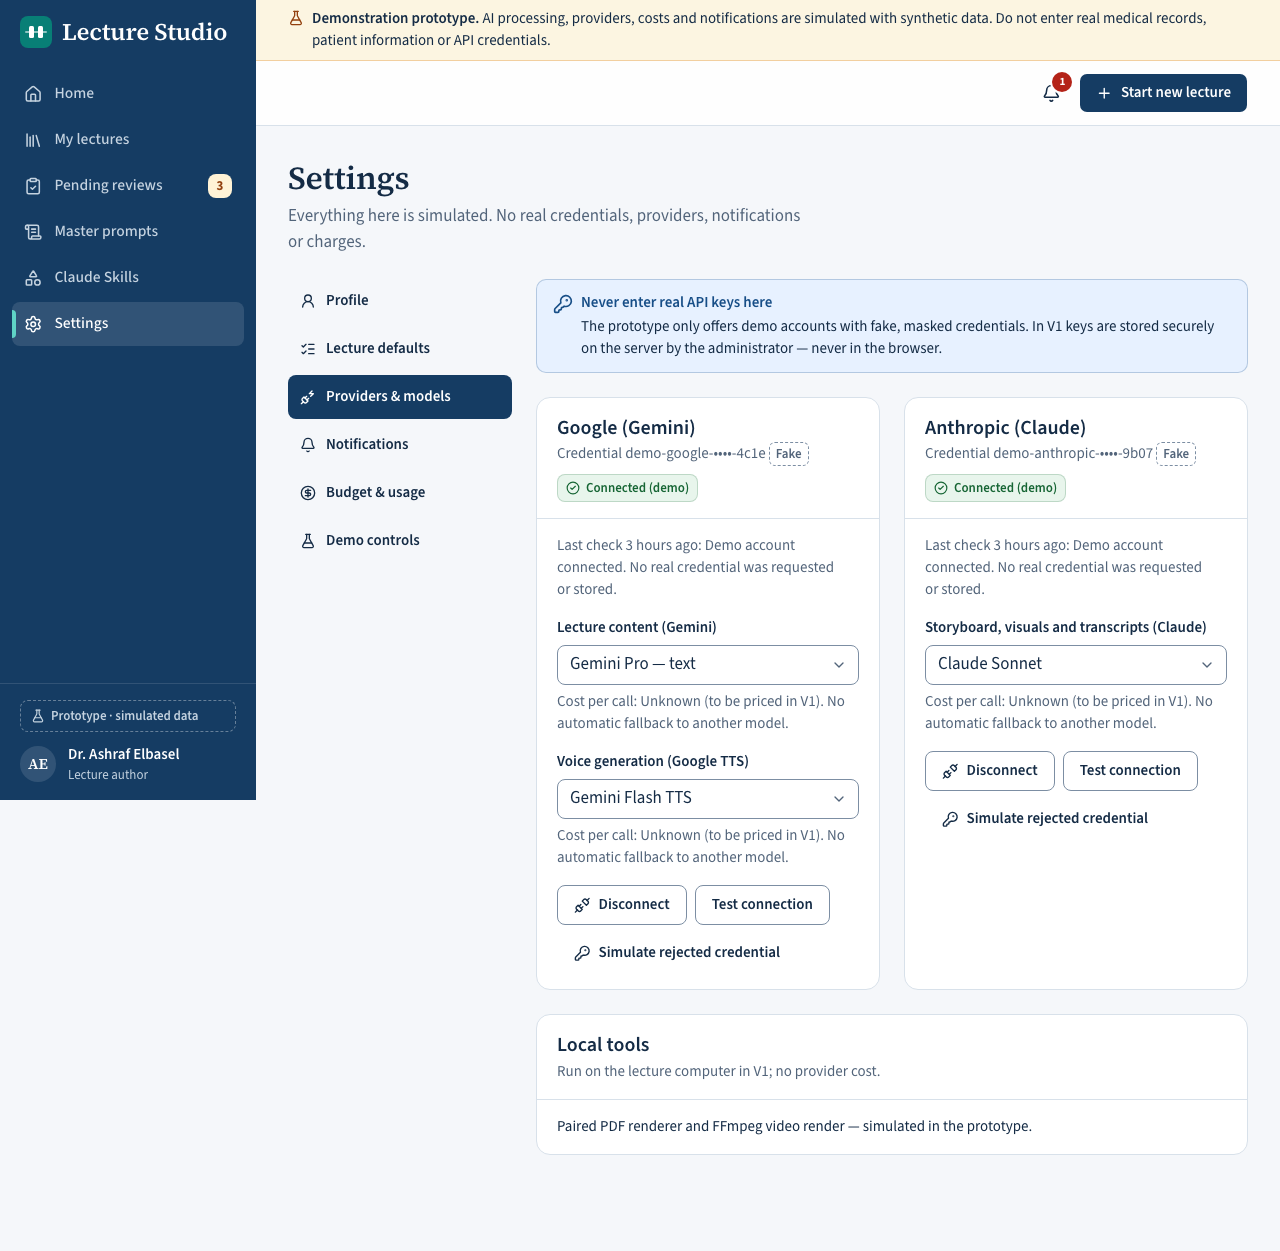 Lecture Studio
Home
My lectures
Pending reviews
3
Master prompts
Claude Skills
Settings
Prototype · simulated data
AE
Dr. Ashraf Elbasel
Lecture author
Demonstration prototype. AI processing, providers, costs and notifications are simulated with synthetic data. Do not enter real medical records,
patient information or API credentials.
1
Start new lecture
Settings
Everything here is simulated. No real credentials, providers, notifications
or charges.
Profile
Lecture defaults
Providers & models
Notifications
Budget & usage
Demo controls
Never enter real API keys here
The prototype only offers demo accounts with fake, masked credentials. In V1 keys are stored securely
on the server by the administrator — never in the browser.
Google (Gemini)
Credential demo-google-••••-4c1e Fake
Connected (demo)
Last check 3 hours ago: Demo account
connected. No real credential was requested
or stored.
Lecture content (Gemini)
Gemini Pro — text
Cost per call: Unknown (to be priced in V1). No
automatic fallback to another model.
Voice generation (Google TTS)
Gemini Flash TTS
Cost per call: Unknown (to be priced in V1). No
automatic fallback to another model.
Disconnect
Test connection
Simulate rejected credential
Anthropic (Claude)
Credential demo-anthropic-••••-9b07 Fake
Connected (demo)
Last check 3 hours ago: Demo account
connected. No real credential was requested
or stored.
Storyboard, visuals and transcripts (Claude)
Claude Sonnet
Cost per call: Unknown (to be priced in V1). No
automatic fallback to another model.
Disconnect
Test connection
Simulate rejected credential
Local tools
Run on the lecture computer in V1; no provider cost.
Paired PDF renderer and FFmpeg video render — simulated in the prototype.